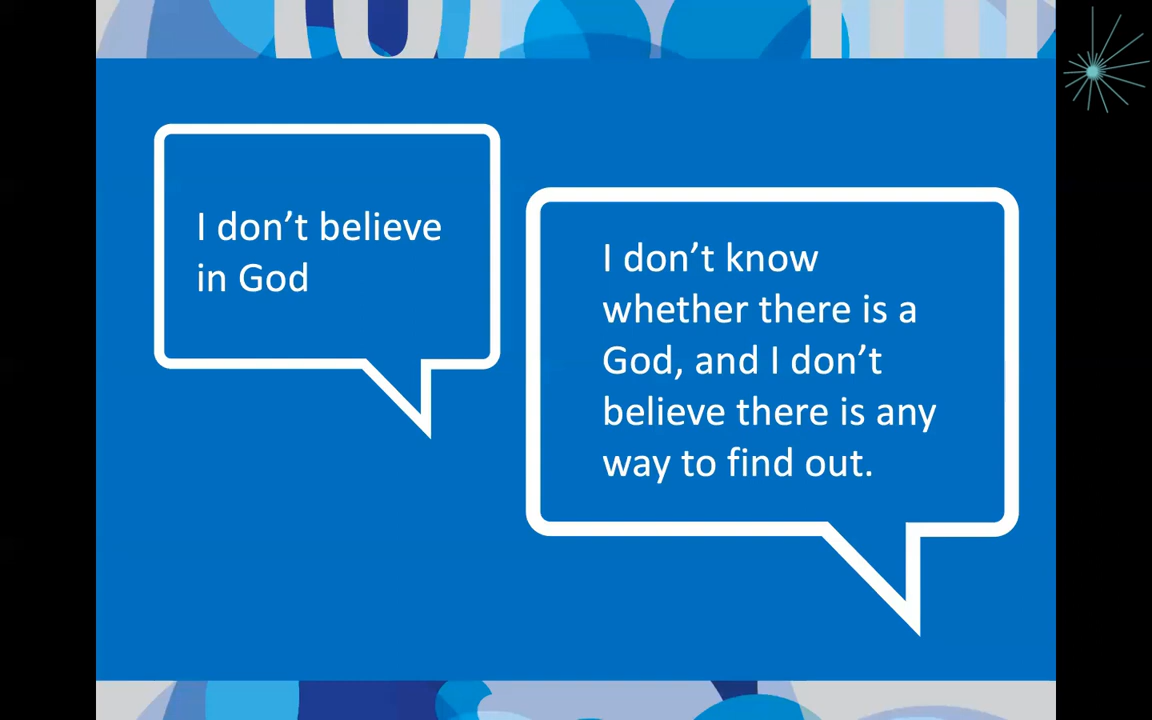 I don’t believe
in God
I don’t know
whether there is a
God, and I don’t
believe there is any
way to find out.